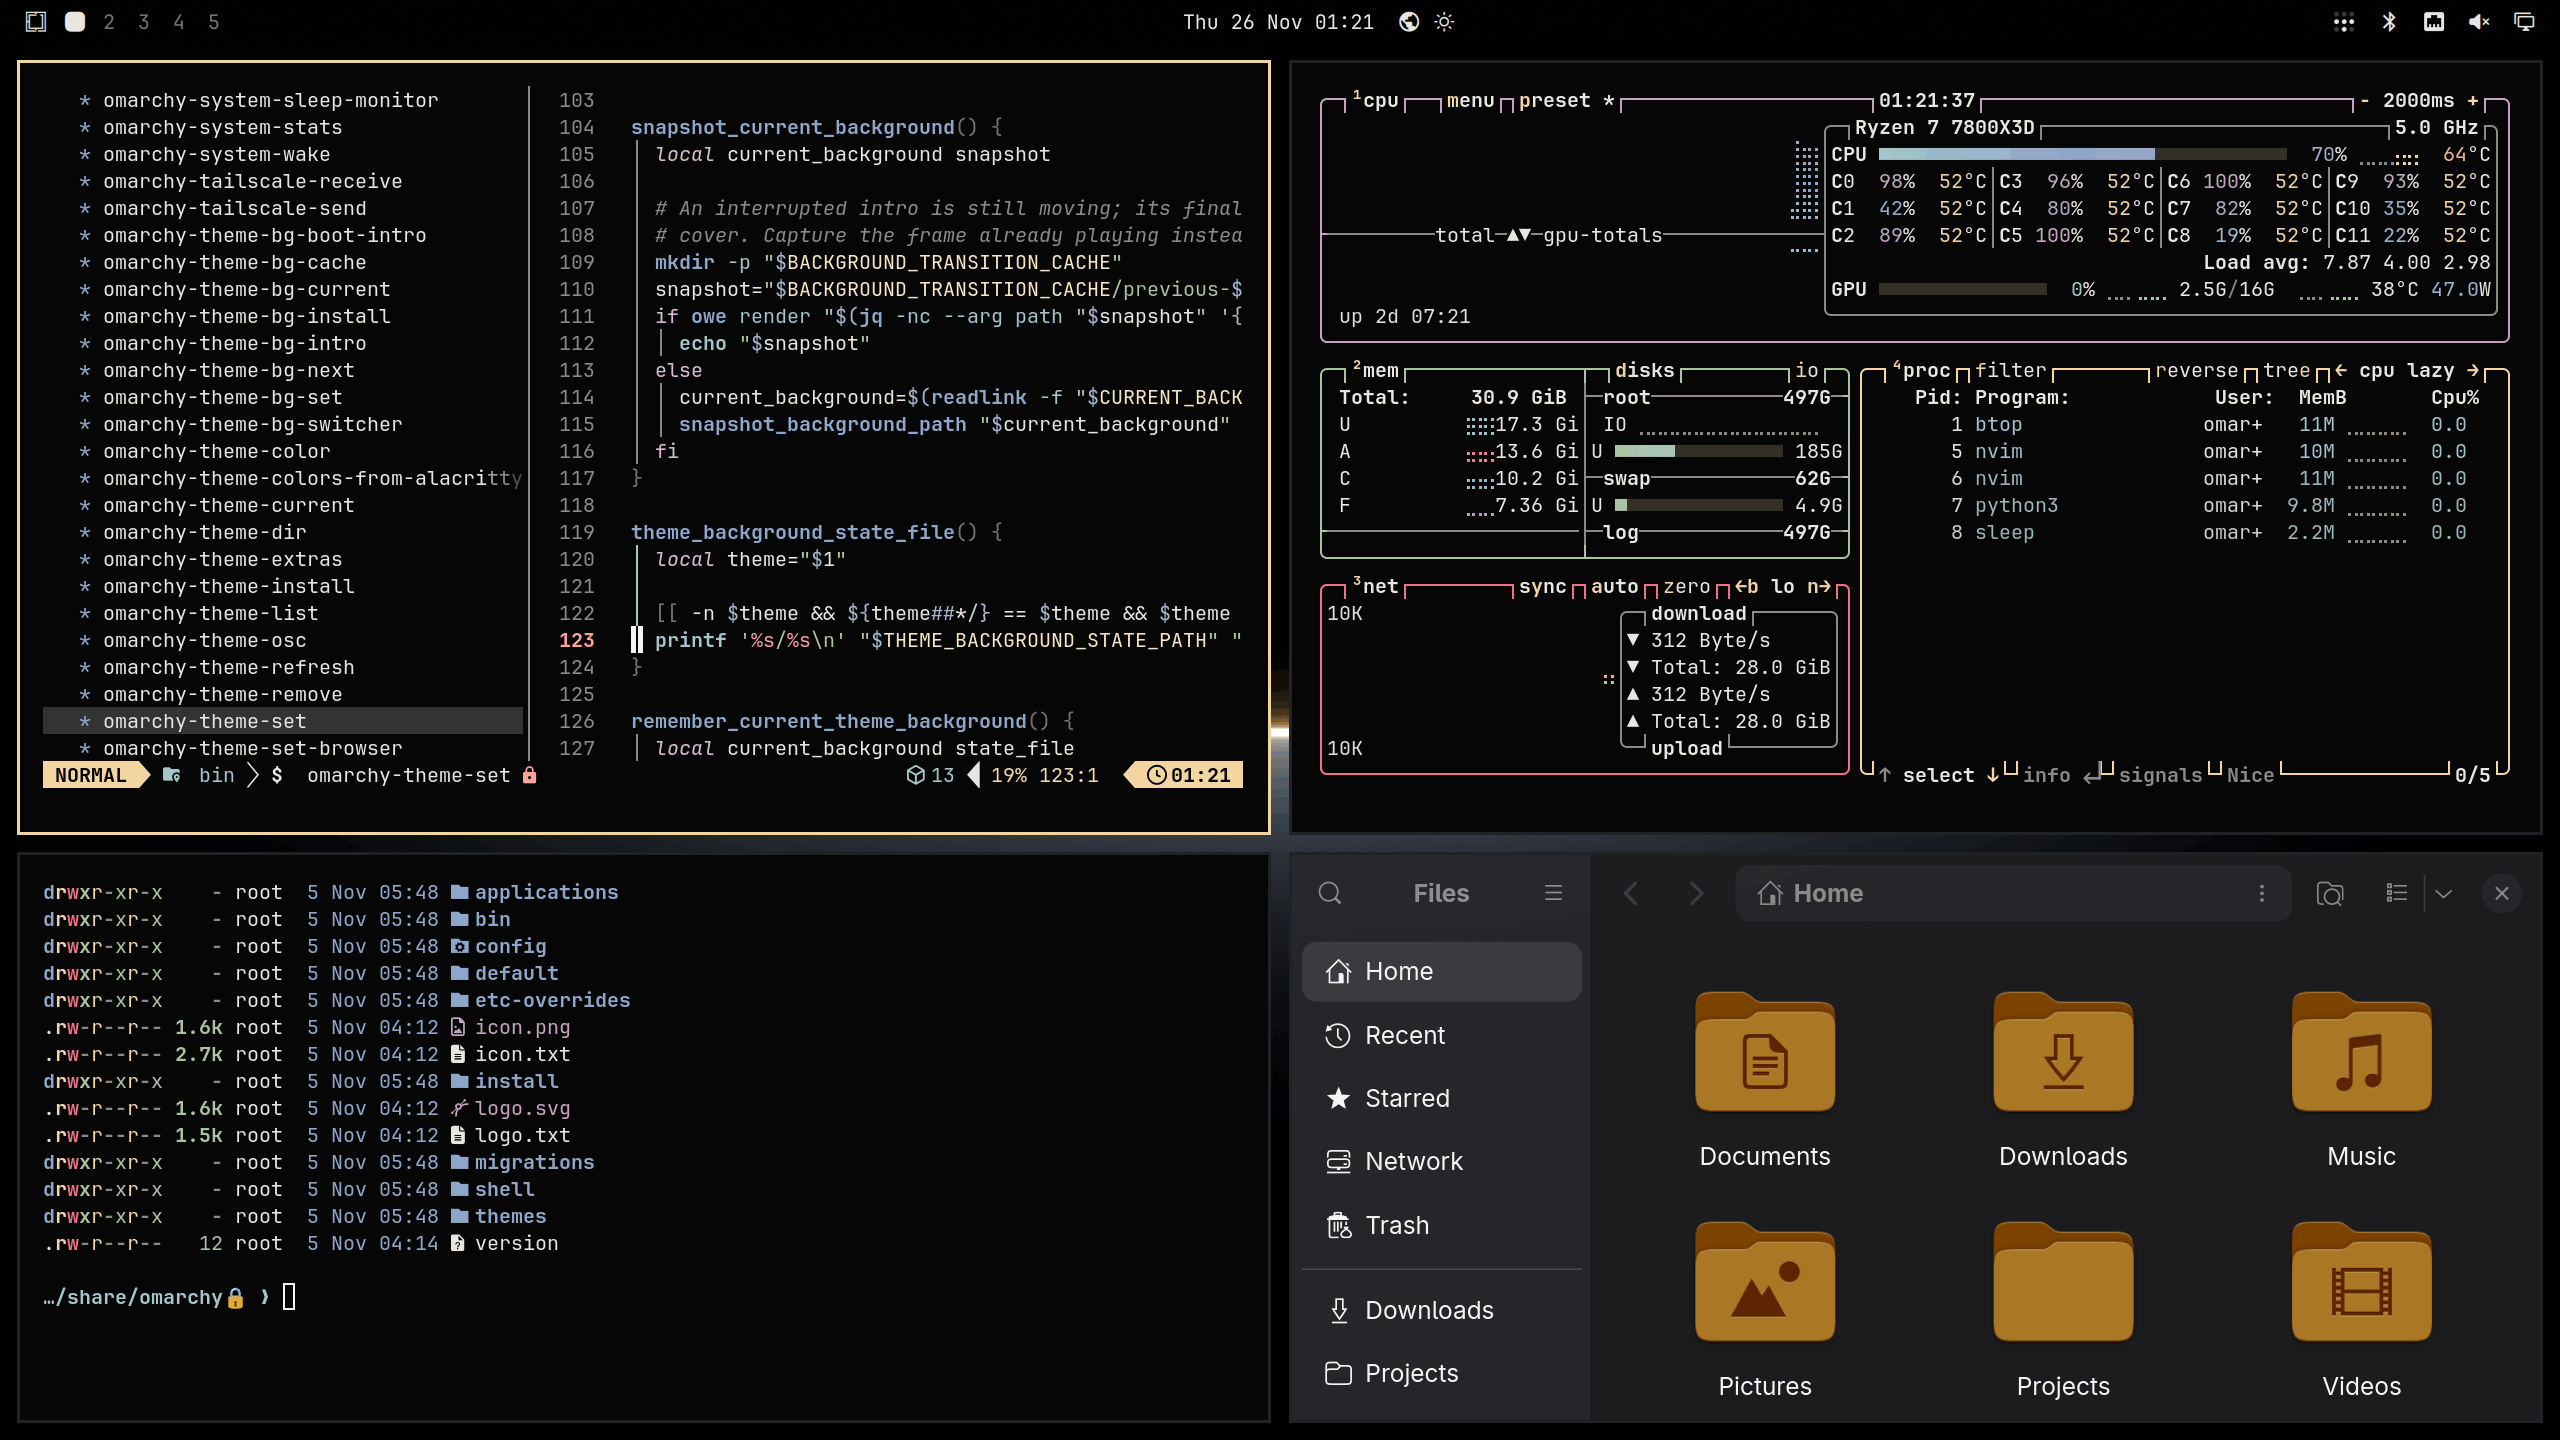 2 3 4 5
Thu 26 Nov 01:21
* omarchy-system-sleep-monitor
* omarchy-system-stats
* omarchy-system-wake
* omarchy-tailscale-receive
* omarchy-tailscale-send
* omarchy-theme-bg-boot-intro
* omarchy-theme-bg-cache
* omarchy-theme-bg-current
* omarchy-theme-bg-install
* omarchy-theme-bg-intro
* omarchy-theme-bg-next
* omarchy-theme-bg-set
* omarchy-theme-bg-switcher
* omarchy-theme-color
* omarchy-theme-colors-from-alacritty
* omarchy-theme-current
* omarchy-theme-dir
* omarchy-theme-extras
* omarchy-theme-install
* omarchy-theme-list
* omarchy-theme-osc
* omarchy-theme-refresh
* omarchy-theme-remove
* omarchy-theme-set
* omarchy-theme-set-browser
103
104 snapshot_current_background() {
105 local current_background snapshot
106
107 # An interrupted intro is still moving; its final
108 # cover. Capture the frame already playing instea
109 mkdir -p "$BACKGROUND_TRANSITION_CACHE"
110 snapshot="$BACKGROUND_TRANSITION_CACHE/previous-$
111 if owe render "$(jq -nc --arg path "$snapshot" '{
112 echo "$snapshot"
113 else
114 current_background=$(readlink -f "$CURRENT_BACK
115 snapshot_background_path "$current_background"
116 fi
117 }
118
119 theme_background_state_file() {
120 local theme="$1"
121
122 [[ -n $theme && ${theme##*/} == $theme && $theme
123 printf '%s/%s\n' "$THEME_BACKGROUND_STATE_PATH" "
124 }
125
126 remember_current_theme_background() {
127 local current_background state_file
NORMAL bin $ omarchy-theme-set 13 19% 123:1 01:21
1cpu menu preset * 01:21:37 - 2000ms +
Ryzen 7 7800X3D 5.0 GHz
CPU 70% 64°C
C0 98% 52°C C3 96% 52°C C6 100% 52°C C9 93% 52°C
C1 42% 52°C C4 80% 52°C C7 82% 52°C C10 35% 52°C
total ▲▼ gpu-totals
C2 89% 52°C C5 100% 52°C C8 19% 52°C C11 22% 52°C
Load avg: 7.87 4.00 2.98
GPU 0% 2.5G/16G 38°C 47.0W
up 2d 07:21
2mem disks io
Total: 30.9 GiB root 497G
U 17.3 Gi IO
A 13.6 Gi U 185G
C 10.2 Gi swap 62G
F 7.36 Gi U 4.9G
log 497G
3net sync auto zero ←b lo n→
10K download
▼ 312 Byte/s
▼ Total: 28.0 GiB
▲ 312 Byte/s
▲ Total: 28.0 GiB
10K upload
4proc filter reverse tree ← cpu lazy →
Pid: Program: User: MemB Cpu%
1 btop omar+ 11M 0.0
5 nvim omar+ 10M 0.0
6 nvim omar+ 11M 0.0
7 python3 omar+ 9.8M 0.0
8 sleep omar+ 2.2M 0.0
↑ select ↓ info ↵ signals Nice 0/5
drwxr-xr-x - root 5 Nov 05:48 applications
drwxr-xr-x - root 5 Nov 05:48 bin
drwxr-xr-x - root 5 Nov 05:48 config
drwxr-xr-x - root 5 Nov 05:48 default
drwxr-xr-x - root 5 Nov 05:48 etc-overrides
.rw-r--r-- 1.6k root 5 Nov 04:12 icon.png
.rw-r--r-- 2.7k root 5 Nov 04:12 icon.txt
drwxr-xr-x - root 5 Nov 05:48 install
.rw-r--r-- 1.6k root 5 Nov 04:12 logo.svg
.rw-r--r-- 1.5k root 5 Nov 04:12 logo.txt
drwxr-xr-x - root 5 Nov 05:48 migrations
drwxr-xr-x - root 5 Nov 05:48 shell
drwxr-xr-x - root 5 Nov 05:48 themes
.rw-r--r-- 12 root 5 Nov 04:14 version
…/share/omarchy ❯
Files
Home
Recent
Starred
Network
Trash
Downloads
Projects
Home
Documents Downloads Music
Pictures Projects Videos